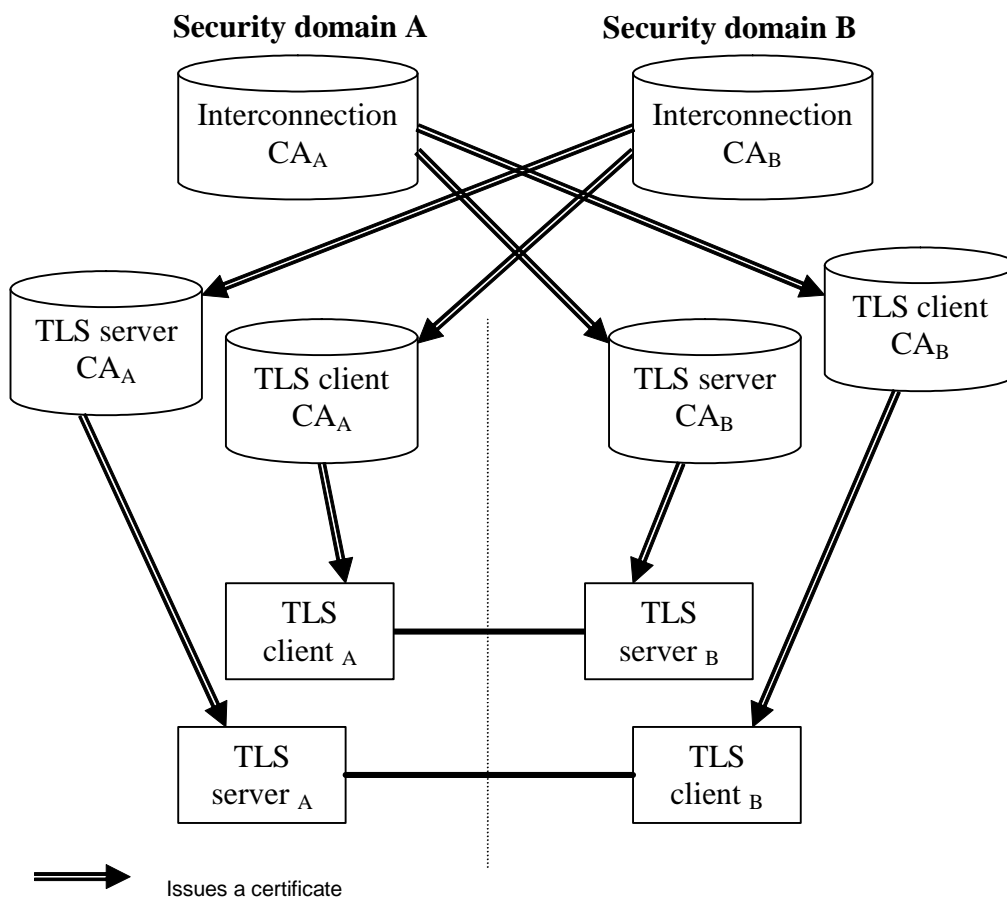 Security domain A
Security domain B
Interconnection
CAA
Interconnection
CAB
TLS server
CAA
TLS client
CAA
TLS server
CAB
TLS client
CAB
TLS
client A
TLS
server B
TLS
server A
TLS
client B
Issues a certificate